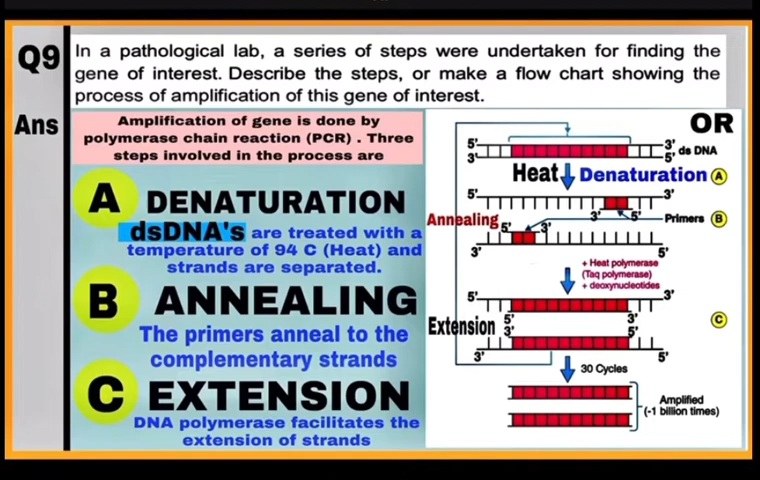 Q9
In a pathological lab, a series of steps were undertaken for finding the
gene of interest. Describe the steps, or make a flow chart showing the
process of amplification of this gene of interest.
Ans
Amplification of gene is done by
polymerase chain reaction (PCR) . Three
steps involved in the process are
A DENATURATION
dsDNA's are treated with a
temperature of 94 C (Heat) and
strands are separated.
B ANNEALING
The primers anneal to the
complementary strands
C EXTENSION
DNA polymerase facilitates the
extension of strands
OR
5' 3'
3' 5' ds DNA
Heat Denaturation A
5' 3'
3' 5' Primers B
Annealing 5' 3'
3' 5'
+ Heat polymerase
(Taq polymerase)
+ deoxynucleotides
5' 3'
Extension 5' 3' C
3' 5'
3' 5'
30 Cycles
Amplified
(-1 billion times)